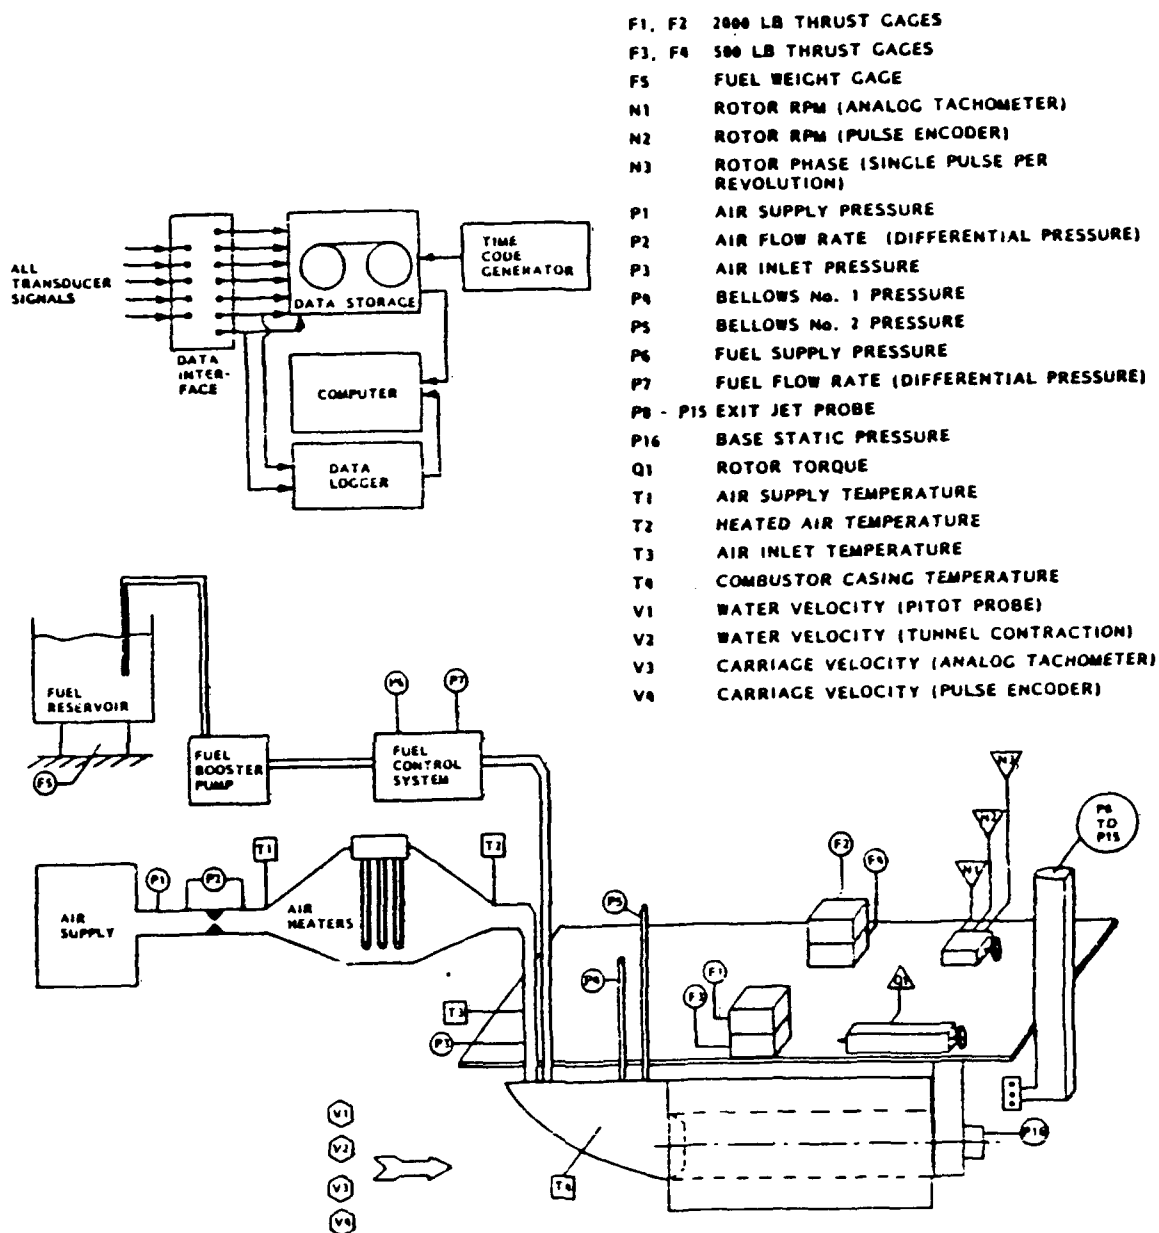 F1, F2 2000 LB THRUST GAGES
F3, F4 500 LB THRUST GAGES
F5 FUEL WEIGHT GAGE
N1 ROTOR RPM (ANALOG TACHOMETER)
N2 ROTOR RPM (PULSE ENCODER)
N3 ROTOR PHASE (SINGLE PULSE PER
REVOLUTION)
P1 AIR SUPPLY PRESSURE
P2 AIR FLOW RATE (DIFFERENTIAL PRESSURE)
P3 AIR INLET PRESSURE
P4 BELLOWS No. 1 PRESSURE
P5 BELLOWS No. 2 PRESSURE
P6 FUEL SUPPLY PRESSURE
P7 FUEL FLOW RATE (DIFFERENTIAL PRESSURE)
P8 - P15 EXIT JET PROBE
P16 BASE STATIC PRESSURE
Q1 ROTOR TORQUE
T1 AIR SUPPLY TEMPERATURE
T2 HEATED AIR TEMPERATURE
T3 AIR INLET TEMPERATURE
T4 COMBUSTOR CASING TEMPERATURE
V1 WATER VELOCITY (PITOT PROBE)
V2 WATER VELOCITY (TUNNEL CONTRACTION)
V3 CARRIAGE VELOCITY (ANALOG TACHOMETER)
V4 CARRIAGE VELOCITY (PULSE ENCODER)
ALL
TRANSDUCER
SIGNALS
DATA
INTER-
FACE
DATA STORAGE
TIME
CODE
GENERATOR
COMPUTER
DATA
LOGGER
FUEL
RESERVOIR
F5
FUEL
BOOSTER
PUMP
P6
P7
FUEL
CONTROL
SYSTEM
AIR
SUPPLY
P1
P2
T1
AIR
HEATERS
T2
T3
P3
P5
P4
F1
F3
F2
F4
N3
N2
N1
Q1
P8
TO
P15
P16
T4
V1
V2
V3
V4